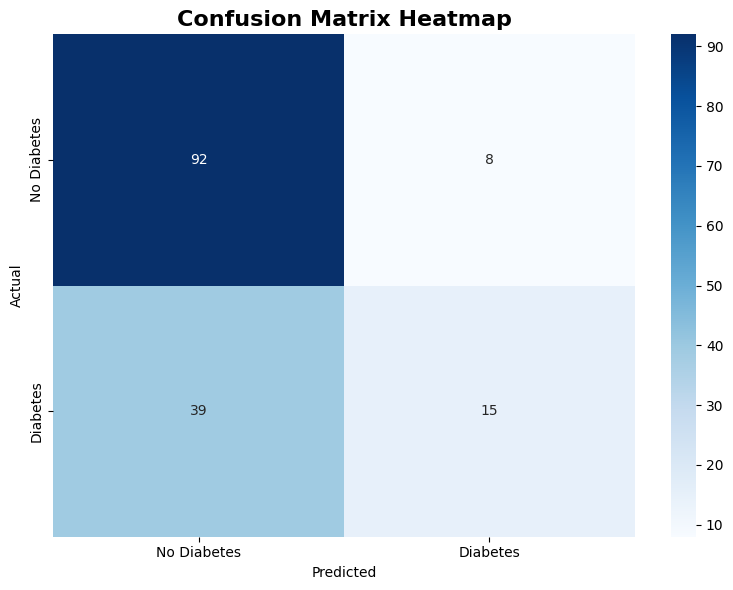 Confusion Matrix Heatmap
No Diabetes
Diabetes
Actual
92
8
39
15
No Diabetes
Diabetes
Predicted
90
80
70
60
50
40
30
20
10